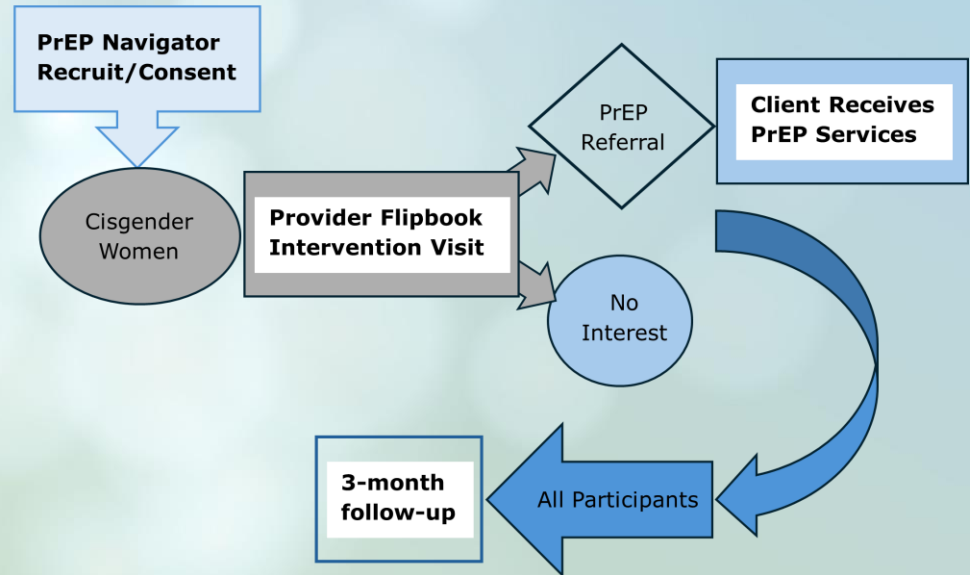 PrEP Navigator
Recruit/Consent
Cisgender
Women
Provider Flipbook
Intervention Visit
PrEP
Referral
Client Receives
PrEP Services
No
Interest
All Participants
3-month
follow-up